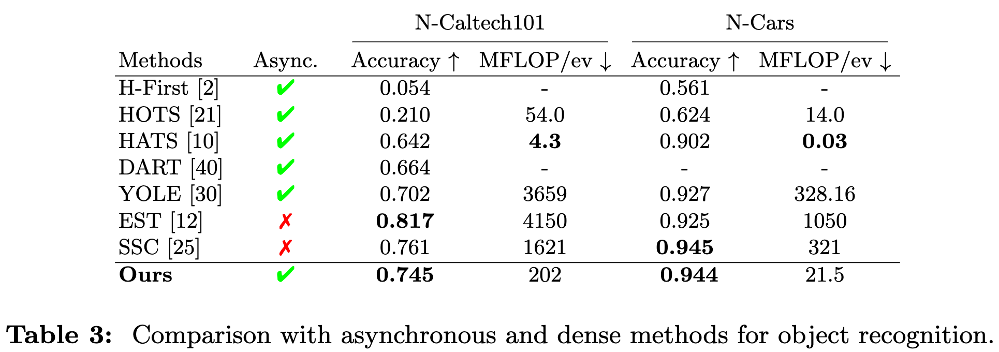 N-Caltech101 N-Cars
Methods Async. Accuracy ↑ MFLOP/ev ↓ Accuracy ↑ MFLOP/ev ↓
H-First [2] ✔ 0.054 - 0.561 -
HOTS [21] ✔ 0.210 54.0 0.624 14.0
HATS [10] ✔ 0.642 4.3 0.902 0.03
DART [40] ✔ 0.664 - - -
YOLE [30] ✔ 0.702 3659 0.927 328.16
EST [12] ✗ 0.817 4150 0.925 1050
SSC [25] ✗ 0.761 1621 0.945 321
Ours ✔ 0.745 202 0.944 21.5
Table 3: Comparison with asynchronous and dense methods for object recognition.